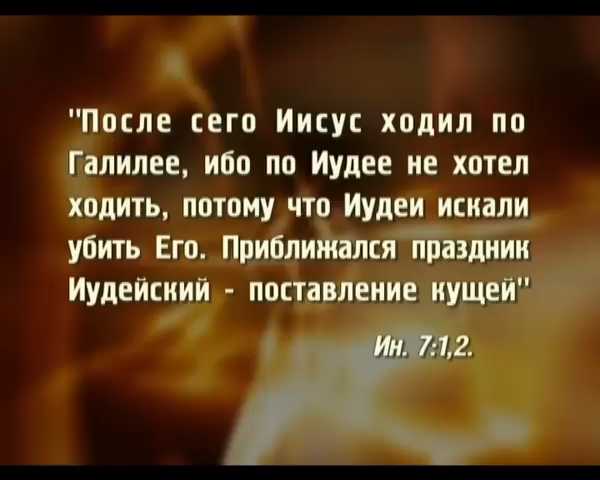 "После сего Иисус ходил по
Галилее, ибо по Иудее не хотел
ходить, потому что Иудеи искали
убить Его. Приближался праздник
Иудейский - поставление кущей"
Ин. 7:1,2.